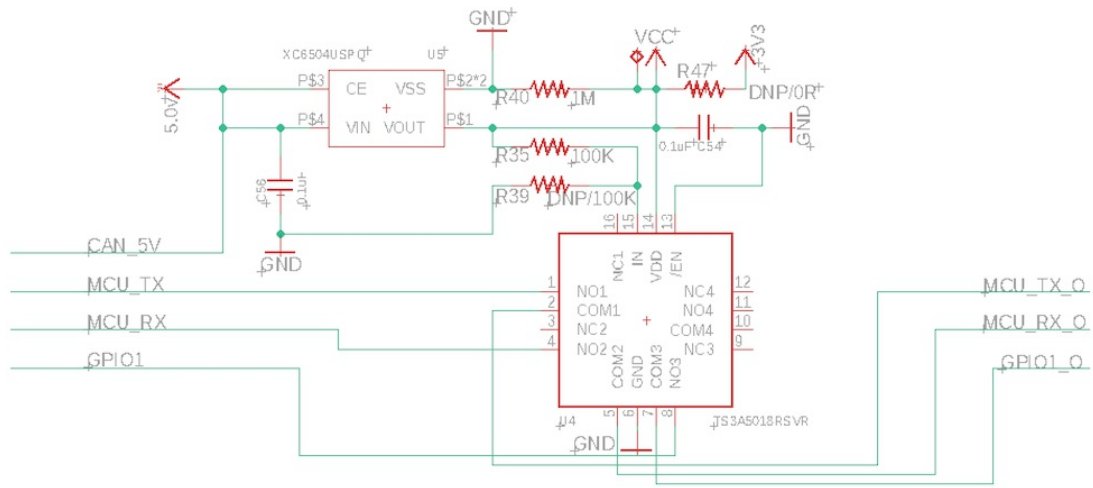 GND
XC6504USPQ
U5
VCC
+3V3
R47
DNP/0R
5.0v
P$3
CE
VSS
P$2*2
R40
1M
P$4
VIN
VOUT
P$1
R35
100K
0.1uF
C54
GND
C56
0.1uF
R39
DNP/100K
GND
16
15
14
13
NC1
IN
VDD
/EN
CAN_5V
MCU_TX
MCU_RX
GPIO1
1
2
3
4
NO1
COM1
NC2
NO2
NC4
NO4
COM4
NC3
12
11
10
9
COM2
GND
COM3
NO3
5
6
7
8
U4
TS3A5018RSVR
GND
MCU_TX_O
MCU_RX_O
GPIO1_O